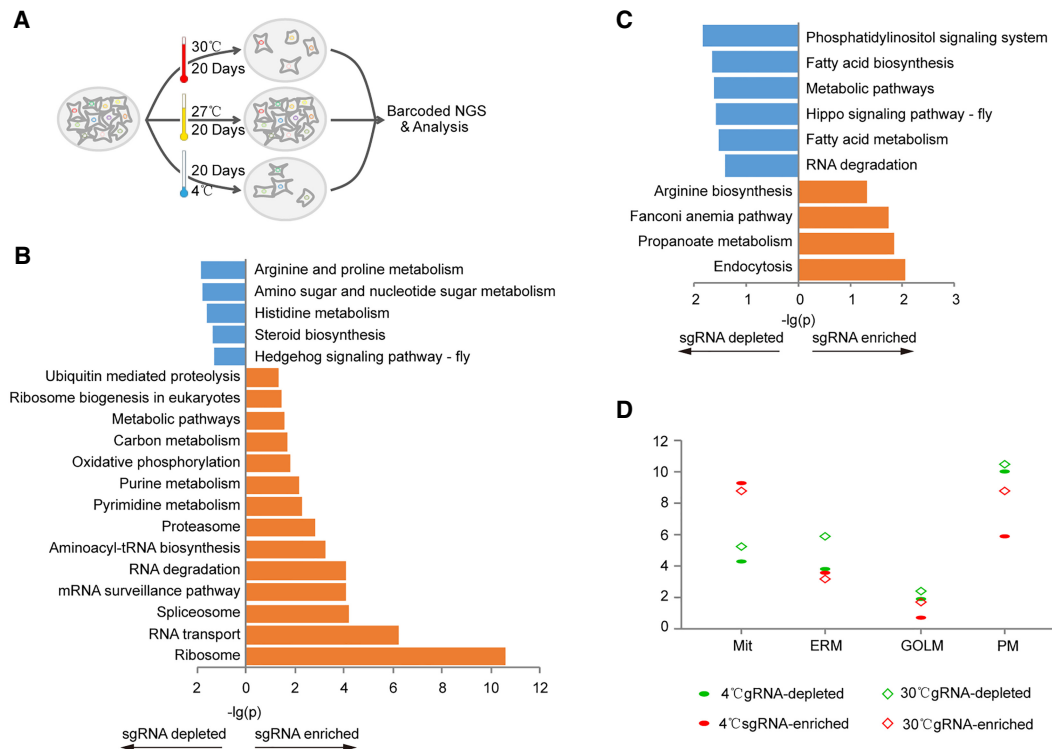 A
30℃
20 Days
27℃
20 Days
20 Days
4℃
Barcoded NGS
& Analysis
B
Arginine and proline metabolism
Amino sugar and nucleotide sugar metabolism
Histidine metabolism
Steroid biosynthesis
Hedgehog signaling pathway - fly
Ubiquitin mediated proteolysis
Ribosome biogenesis in eukaryotes
Metabolic pathways
Carbon metabolism
Oxidative phosphorylation
Purine metabolism
Pyrimidine metabolism
Proteasome
Aminoacyl-tRNA biosynthesis
RNA degradation
mRNA surveillance pathway
Spliceosome
RNA transport
Ribosome
2 0 2 4 6 8 10 12
-lg(p)
sgRNA depleted sgRNA enriched
C
Phosphatidylinositol signaling system
Fatty acid biosynthesis
Metabolic pathways
Hippo signaling pathway - fly
Fatty acid metabolism
RNA degradation
Arginine biosynthesis
Fanconi anemia pathway
Propanoate metabolism
Endocytosis
2 1 0 1 2 3
-lg(p)
sgRNA depleted sgRNA enriched
D
12
10
8
6
4
2
0
Mit ERM GOLM PM
4℃gRNA-depleted 30℃gRNA-depleted
4℃sgRNA-enriched 30℃gRNA-enriched